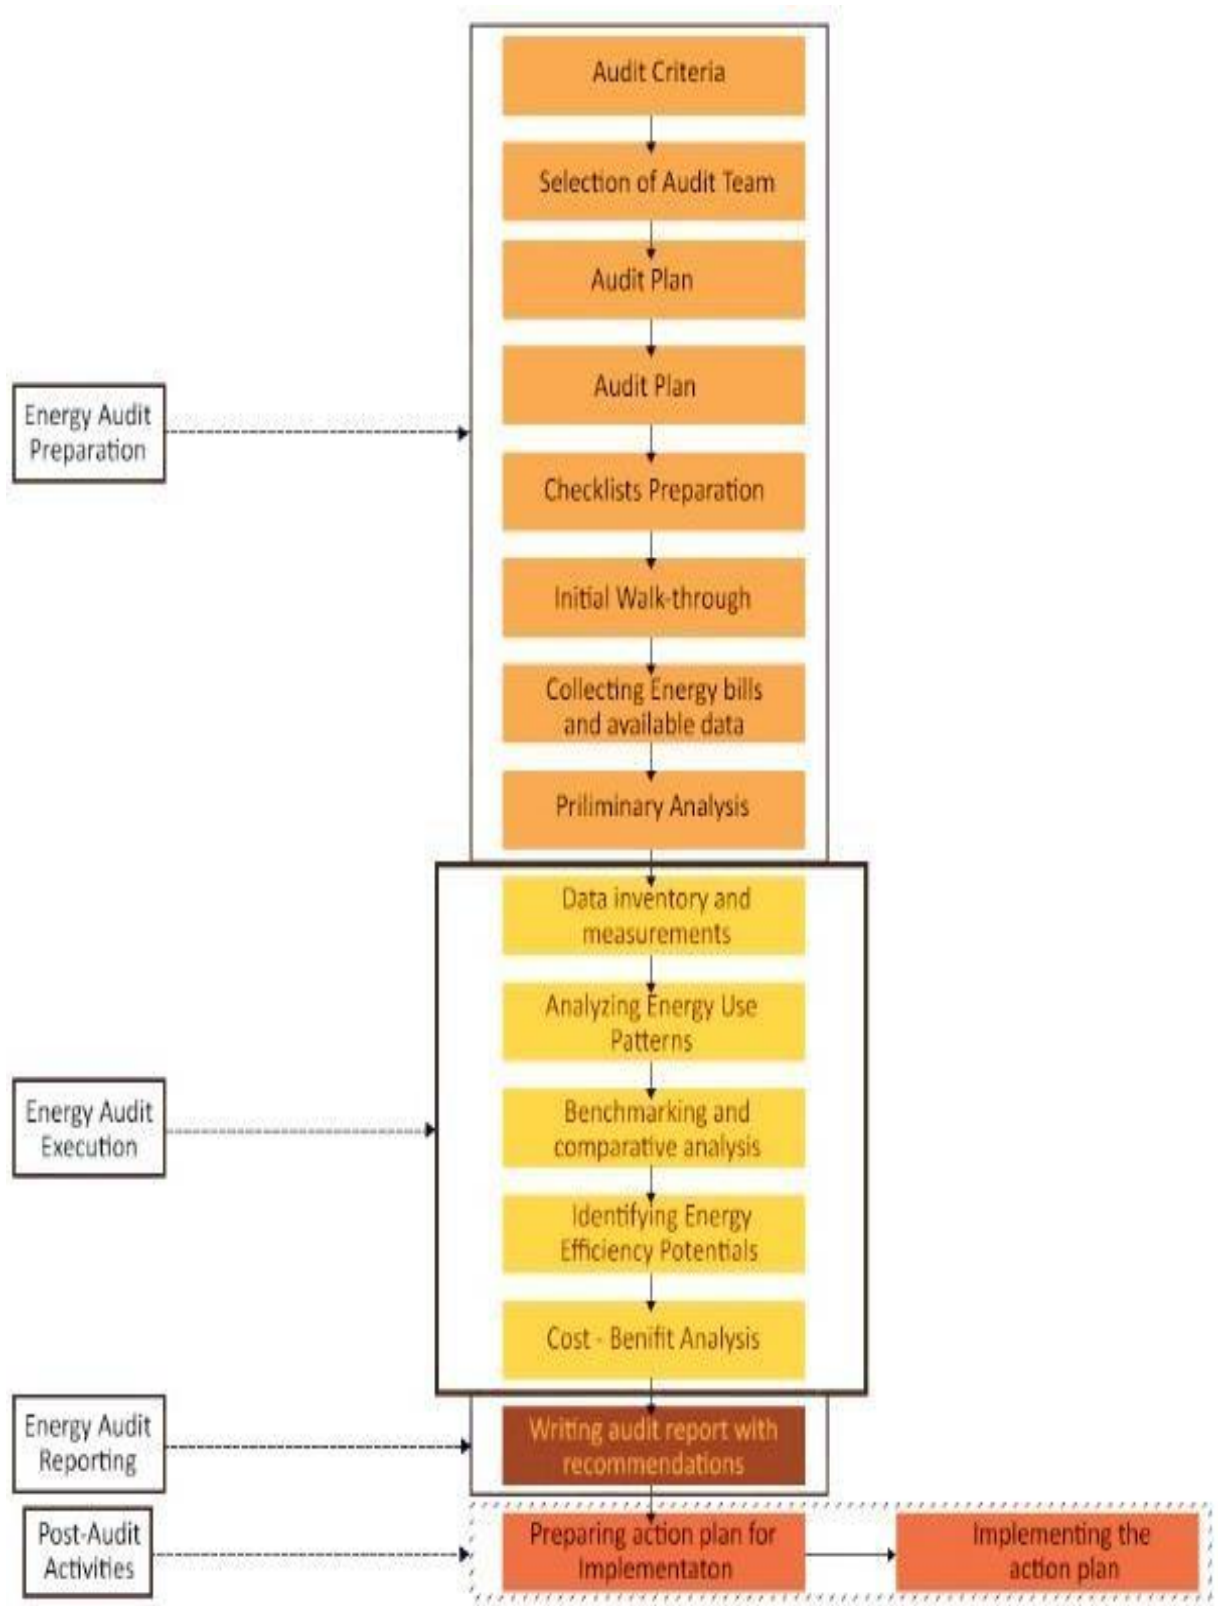 Audit Criteria
Selection of Audit Team
Audit Plan
Audit Plan
Energy Audit
Preparation
Checklists Preparation
Initial Walk-through
Collecting Energy bills
and available data
Priliminary Analysis
Data inventory and
measurements
Analyzing Energy Use
Patterns
Energy Audit
Execution
Benchmarking and
comparative analysis
Identifying Energy
Efficiency Potentials
Cost - Benifit Analysis
Energy Audit
Reporting
Writing audit report with
recommendations
Post-Audit
Activities
Preparing action plan for
Implementaton
Implementing the
action plan